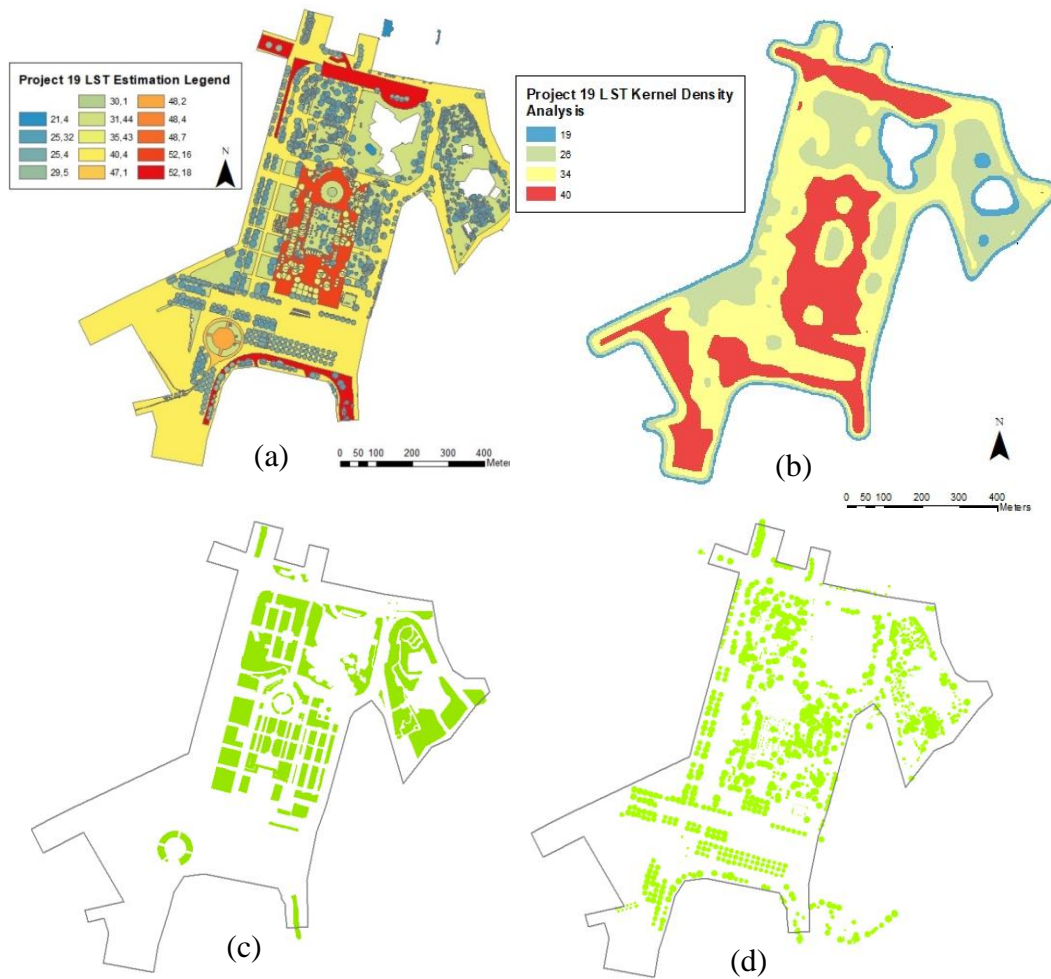 Project 19 LST Estimation Legend
30,1 48,2
21,4 31,44 48,4
25,32 35,43 48,7
25,4 40,4 52,16
29,5 47,1 52,18
N
(a)
0 50 100 200 300 400
Meter
Project 19 LST Kernel Density
Analysis
19
26
34
40
N
(b)
0 50 100 200 300 400
Meters
(c)
(d)